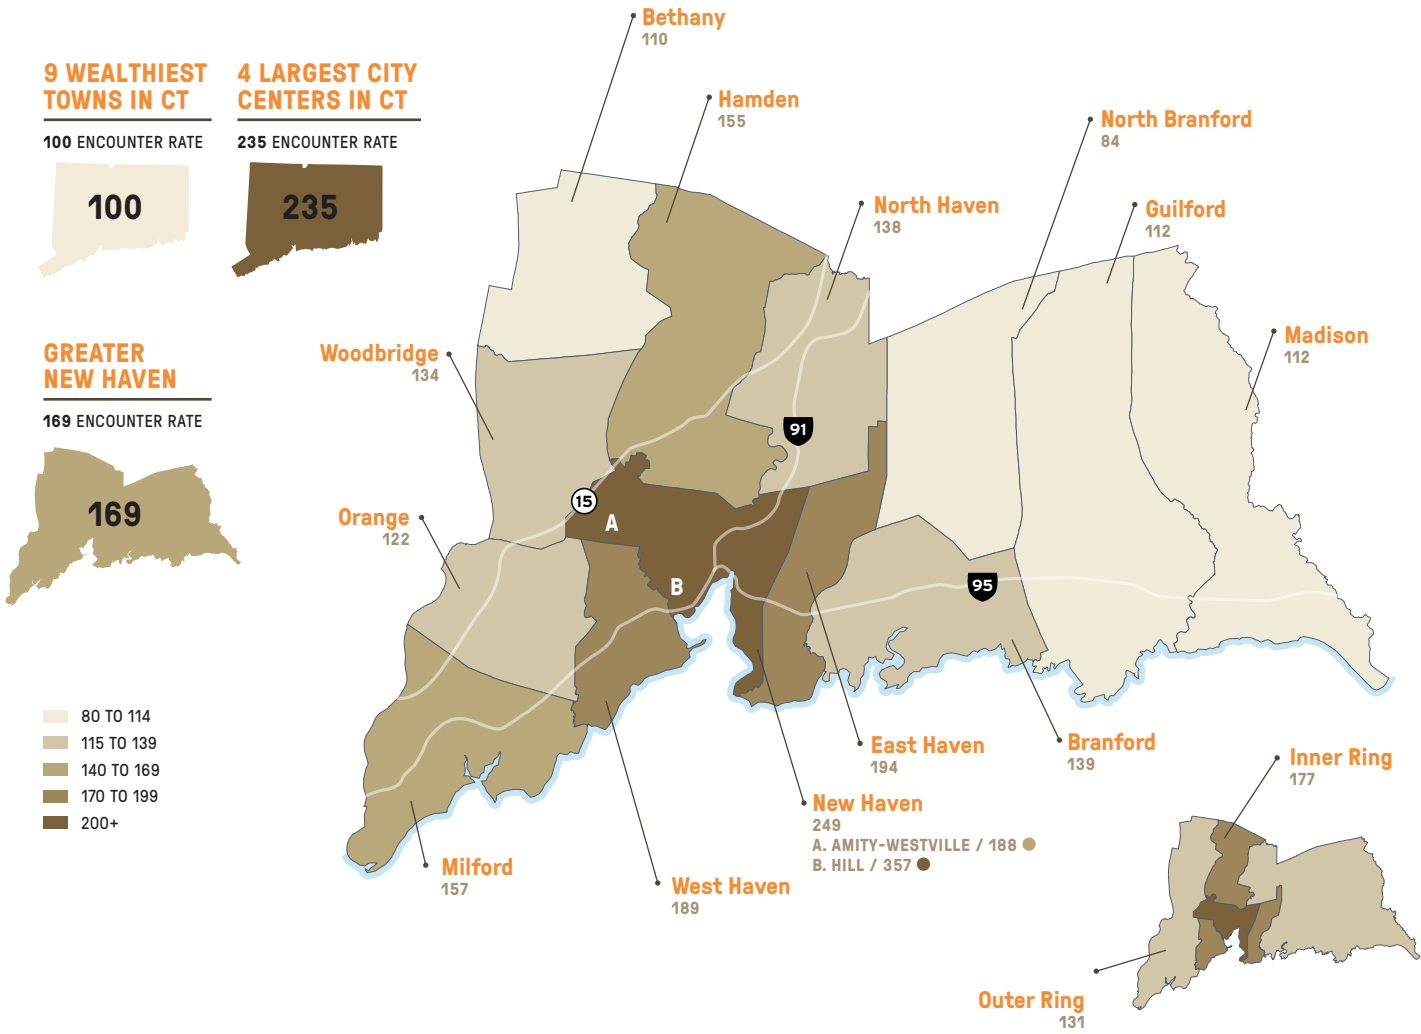 9 WEALTHIEST
TOWNS IN CT
100 ENCOUNTER RATE
100
4 LARGEST CITY
CENTERS IN CT
235 ENCOUNTER RATE
235
GREATER
NEW HAVEN
169 ENCOUNTER RATE
169
80 TO 114
115 TO 139
140 TO 169
170 TO 199
200+
Bethany
110
Hamden
155
North Haven
138
North Branford
84
Guilford
112
Madison
112
Woodbridge
134
Orange
122
91
15
A
B
95
East Haven
194
Branford
139
New Haven
249
A. AMITY-WESTVILLE / 188
B. HILL / 357
Milford
157
West Haven
189
Inner Ring
177
Outer Ring
131